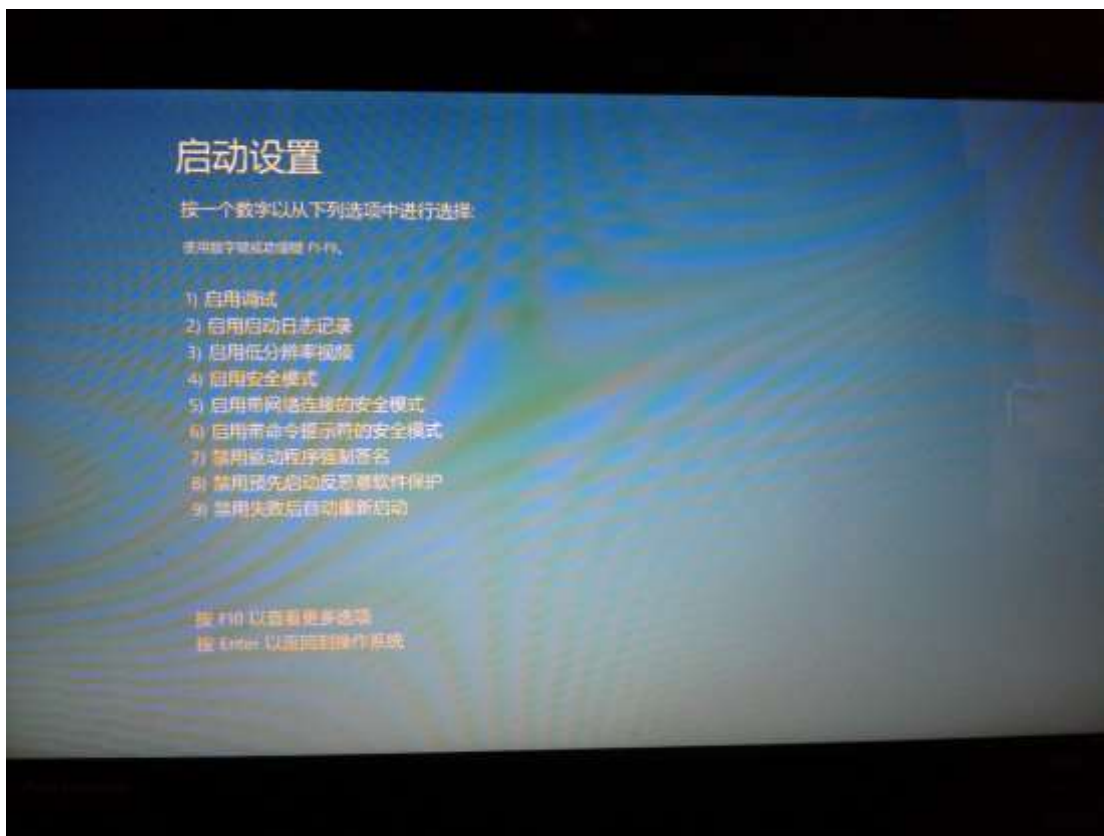 启动设置
按一个数字以从下列选项中进行选择:
使用数字键或功能键 F1-F9。
1) 启用调试
2) 启用启动日志记录
3) 启用低分辨率视频
4) 启用安全模式
5) 启用带网络连接的安全模式
6) 启用带命令提示符的安全模式
7) 禁用驱动程序强制签名
8) 禁用预先启动反恶意软件保护
9) 禁用失败后自动重新启动
按 F10 以查看更多选项
按 Enter 以返回到操作系统